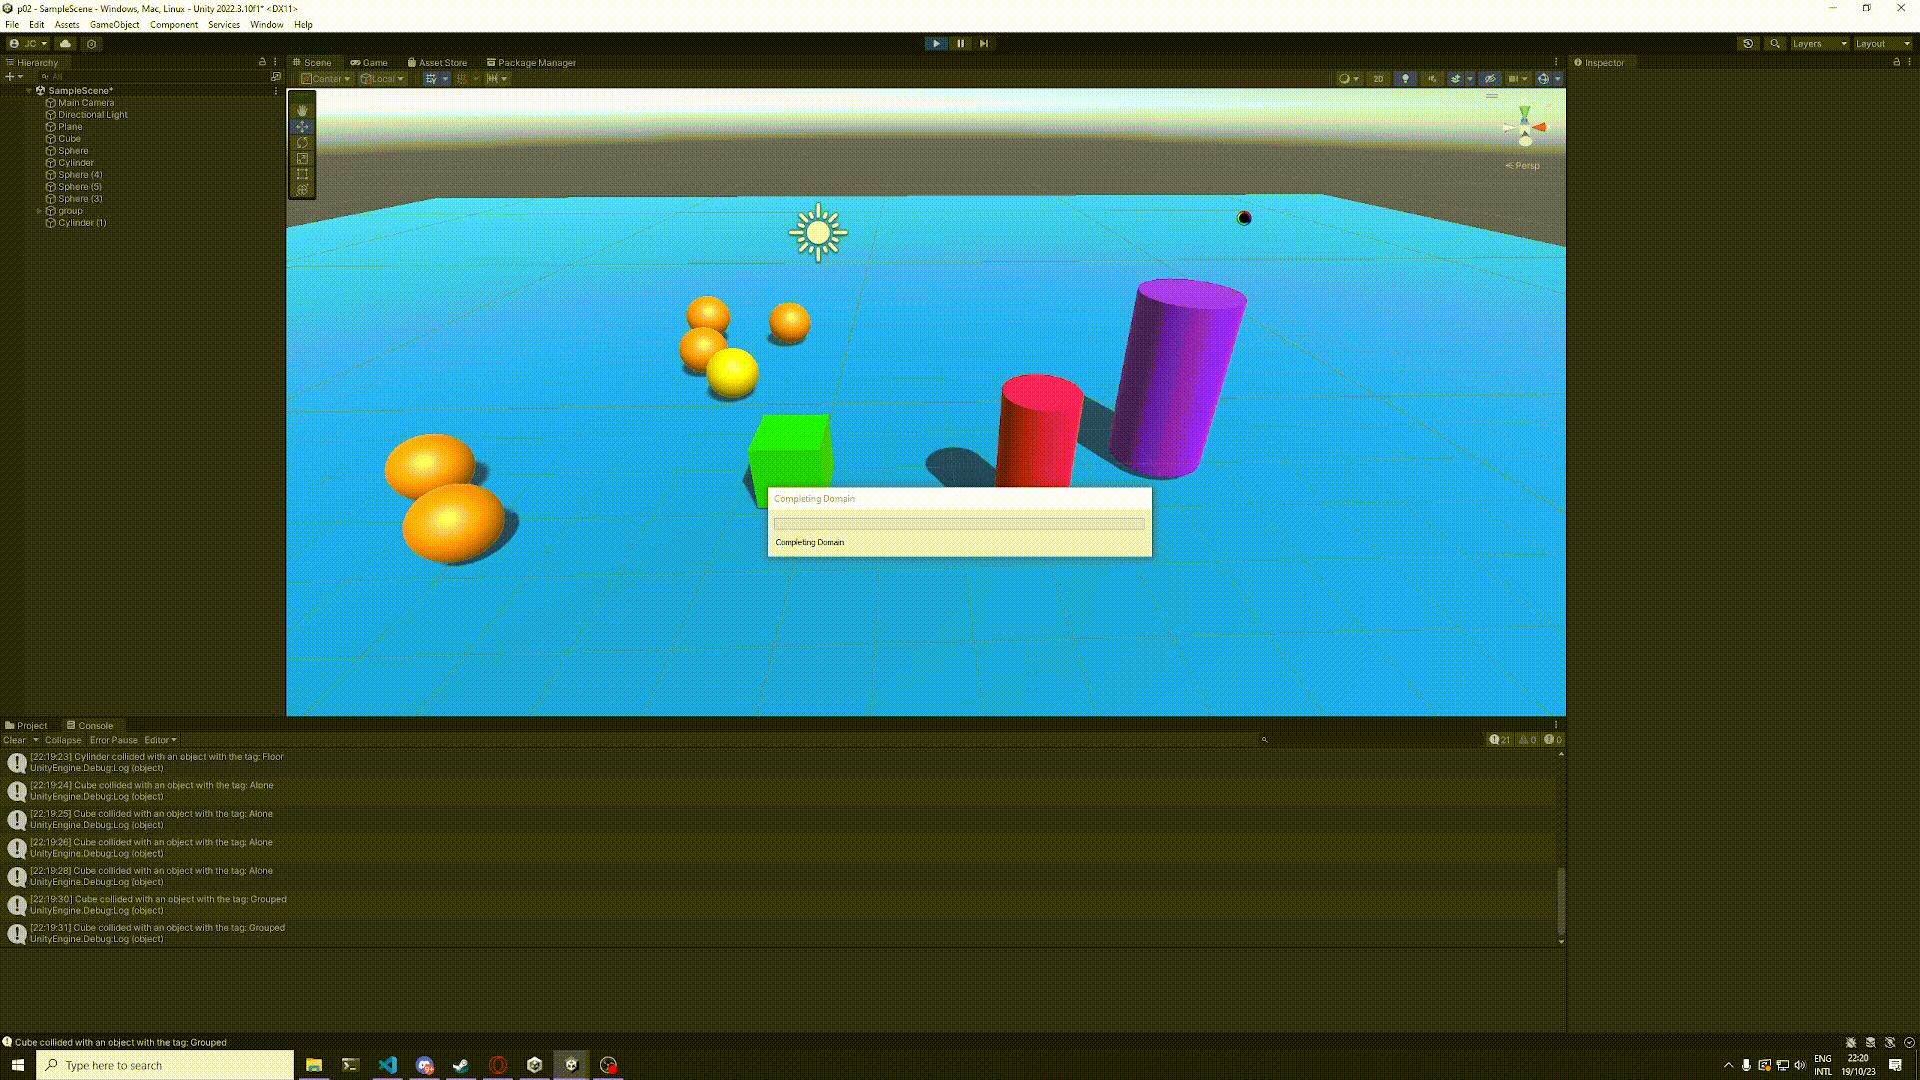 p02 - SampleScene - Windows, Mac, Linux - Unity 2022.3.10f1* <DX11>
File Edit Assets GameObject Component Services Window Help
JC
Layers Layout
Hierarchy
Scene Game Asset Store Package Manager
Inspector
All
Center Local
2D
SampleScene*
Main Camera
Directional Light
Plane
Cube
Sphere
Cylinder
Sphere (4)
Sphere (5)
Sphere (3)
group
Cylinder (1)
Persp
Completing Domain
Completing Domain
Project Console
Clear Collapse Error Pause Editor
21 0 0
[22:19:23] Cylinder collided with an object with the tag: Floor
UnityEngine.Debug:Log (object)
[22:19:24] Cube collided with an object with the tag: Alone
UnityEngine.Debug:Log (object)
[22:19:25] Cube collided with an object with the tag: Alone
UnityEngine.Debug:Log (object)
[22:19:26] Cube collided with an object with the tag: Alone
UnityEngine.Debug:Log (object)
[22:19:28] Cube collided with an object with the tag: Alone
UnityEngine.Debug:Log (object)
[22:19:30] Cube collided with an object with the tag: Grouped
UnityEngine.Debug:Log (object)
[22:19:31] Cube collided with an object with the tag: Grouped
UnityEngine.Debug:Log (object)
Cube collided with an object with the tag: Grouped
Type here to search
ENG
INTL
22:20
19/10/23